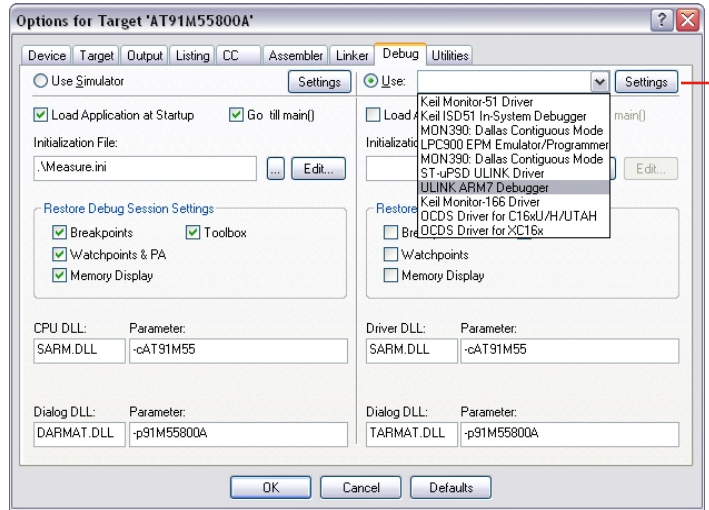 Options for Target 'AT91M55800A'
Device Target Output Listing CC Assembler Linker Debug Utilities
Use Simulator Settings
Load Application at Startup Go till main()
Initialization File:
.\Measure.ini ... Edit...
Restore Debug Session Settings
Breakpoints Toolbox
Watchpoints & PA
Memory Display
CPU DLL: Parameter:
SARM.DLL -cAT91M55
Dialog DLL: Parameter:
DARMAT.DLL -p91M55800A
Use: Settings
Keil Monitor-51 Driver
Keil ISD51 In-System Debugger
MON390: Dallas Contiguous Mode
LPC900 EPM Emulator/Programmer
MON390: Dallas Contiguous Mode
ST-uPSD ULINK Driver
ULINK ARM7 Debugger
Keil Monitor-166 Driver
OCDS Driver for C16xU/H/UTAH
OCDS Driver for XC16x
main()
Edit...
Watchpoints
Memory Display
Driver DLL: Parameter:
SARM.DLL -cAT91M55
Dialog DLL: Parameter:
TARMAT.DLL -p91M55800A
OK Cancel Defaults